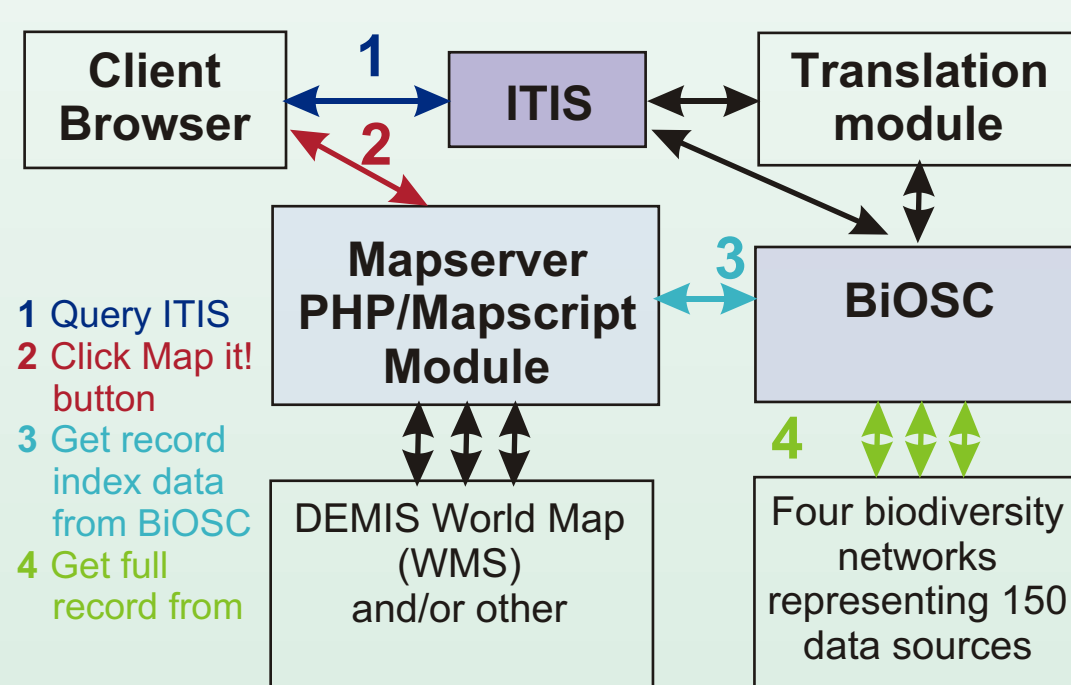 Client
Browser
1
ITIS
Translation
module
2
Mapserver
PHP/Mapscript
Module
3
BiOSC
1 Query ITIS
2 Click Map it!
button
3 Get record
index data
from BiOSC
4 Get full
record from
4
DEMIS World Map
(WMS)
and/or other
Four biodiversity
networks
representing 150
data sources